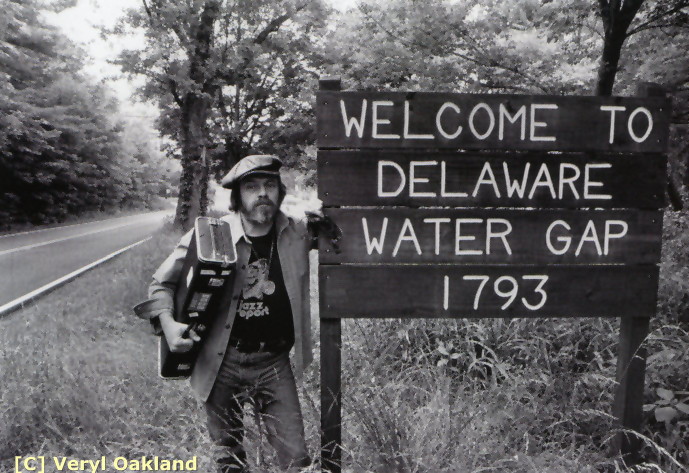 WELCOME TO
DELAWARE
WATER GAP
1793
jazz
report
[C] Veryl Oakland